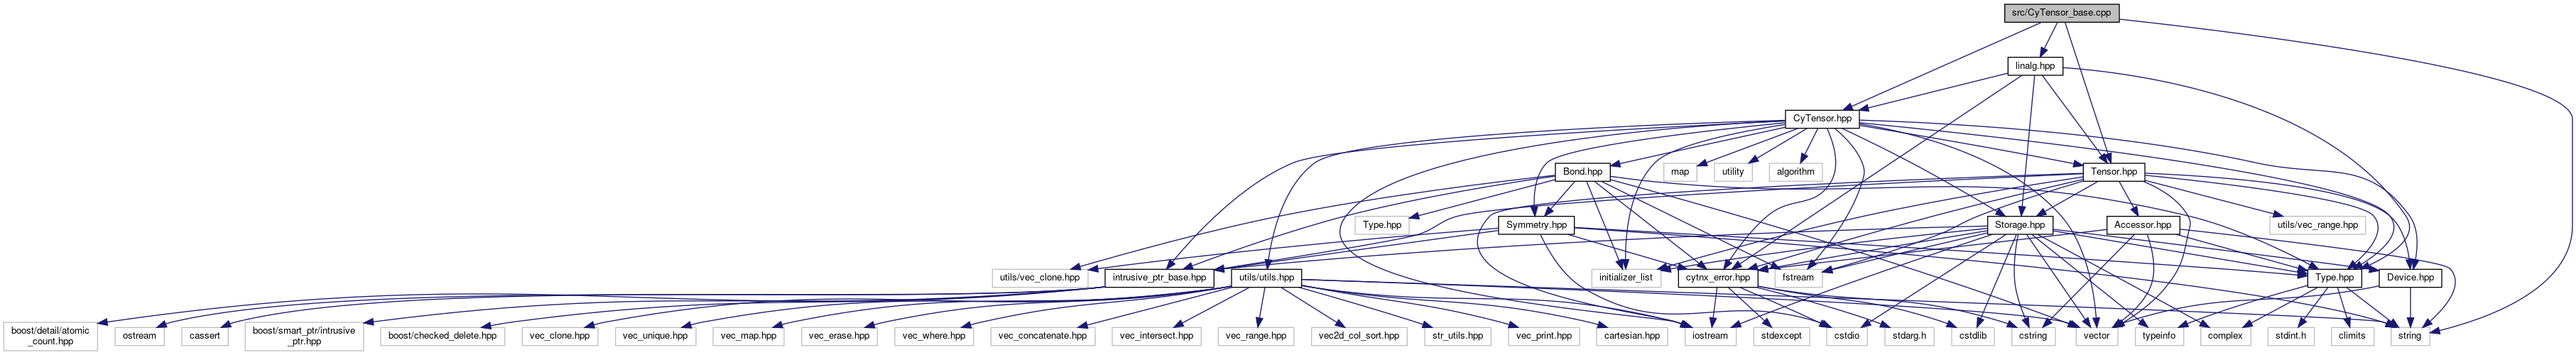 src/CyTensor_base.cpp
linalg.hpp
CyTensor.hpp
Bond.hpp
map
utility
algorithm
Tensor.hpp
Type.hpp
Symmetry.hpp
Storage.hpp
Accessor.hpp
utils/vec_range.hpp
utils/vec_clone.hpp
intrusive_ptr_base.hpp
utils/utils.hpp
initializer_list
cytnx_error.hpp
fstream
Type.hpp
Device.hpp
boost/detail/atomic
_count.hpp
ostream
cassert
boost/smart_ptr/intrusive
_ptr.hpp
boost/checked_delete.hpp
vec_clone.hpp
vec_unique.hpp
vec_map.hpp
vec_erase.hpp
vec_where.hpp
vec_concatenate.hpp
vec_intersect.hpp
vec_range.hpp
vec2d_col_sort.hpp
str_utils.hpp
vec_print.hpp
cartesian.hpp
iostream
stdexcept
cstdio
stdarg.h
cstdlib
cstring
vector
typeinfo
complex
stdint.h
climits
string